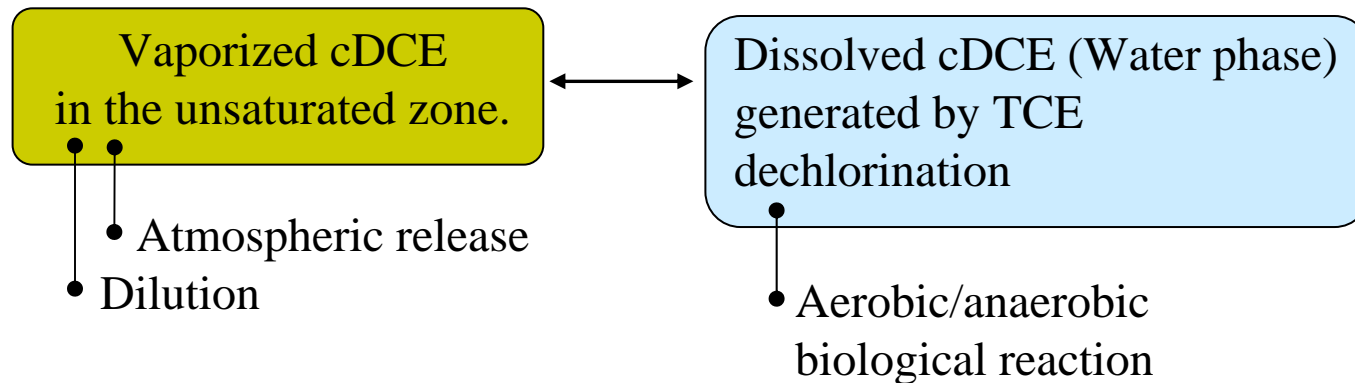 Vaporized cDCE
in the unsaturated zone.
Atmospheric release
Dilution
Dissolved cDCE (Water phase)
generated by TCE
dechlorination
Aerobic/anaerobic
biological reaction